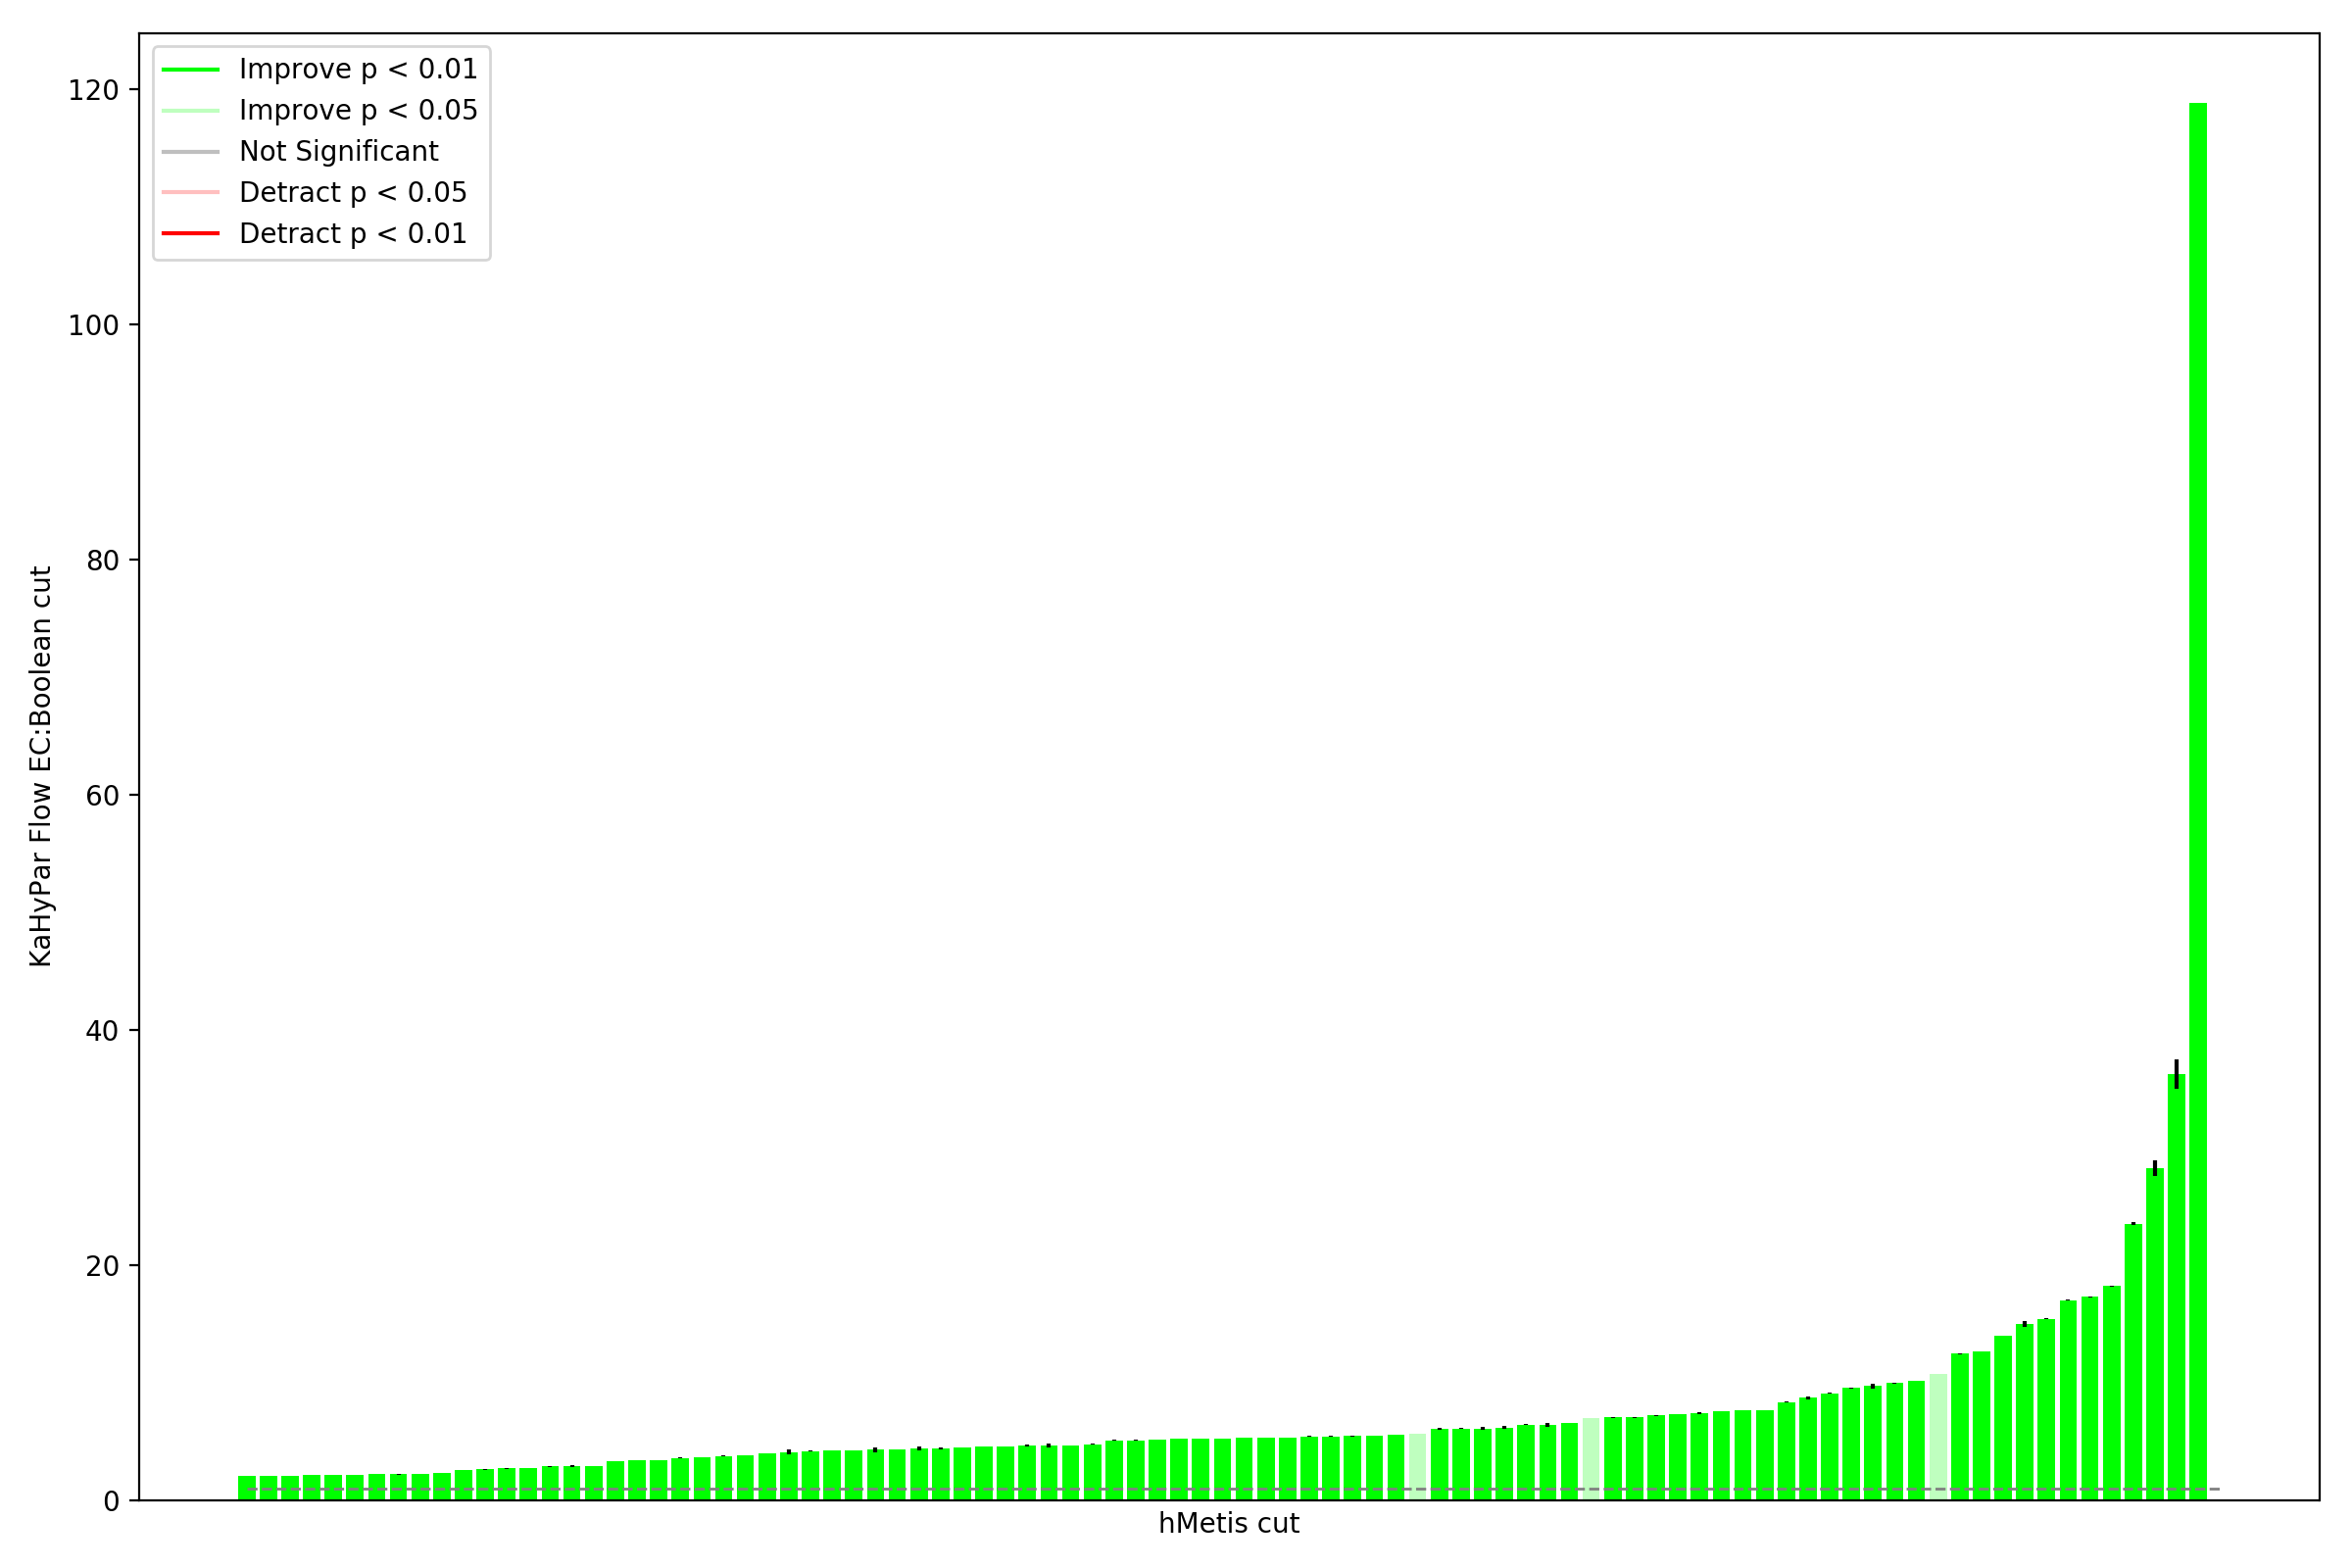 Improve p < 0.01
Improve p < 0.05
Not Significant
Detract p < 0.05
Detract p < 0.01
120
100
80
60
40
20
0
KaHyPar Flow EC:Boolean cut
hMetis cut